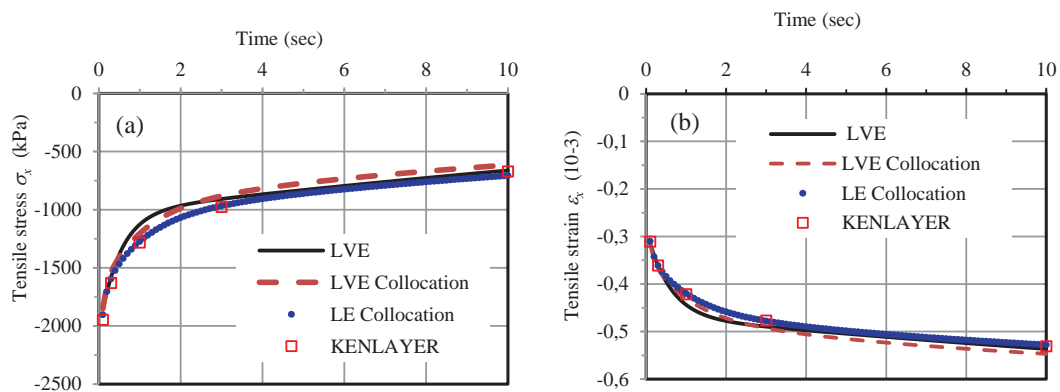 Time (sec)
0 2 4 6 8 10
0
-500
-1000
-1500
-2000
-2500
Tensile stress σx (kPa)
(a)
LVE
LVE Collocation
LE Collocation
KENLAYER
Time (sec)
0 2 4 6 8 10
0
-0,1
-0,2
-0,3
-0,4
-0,5
-0,6
Tensile strain εx (10-3)
(b)
LVE
LVE Collocation
LE Collocation
KENLAYER